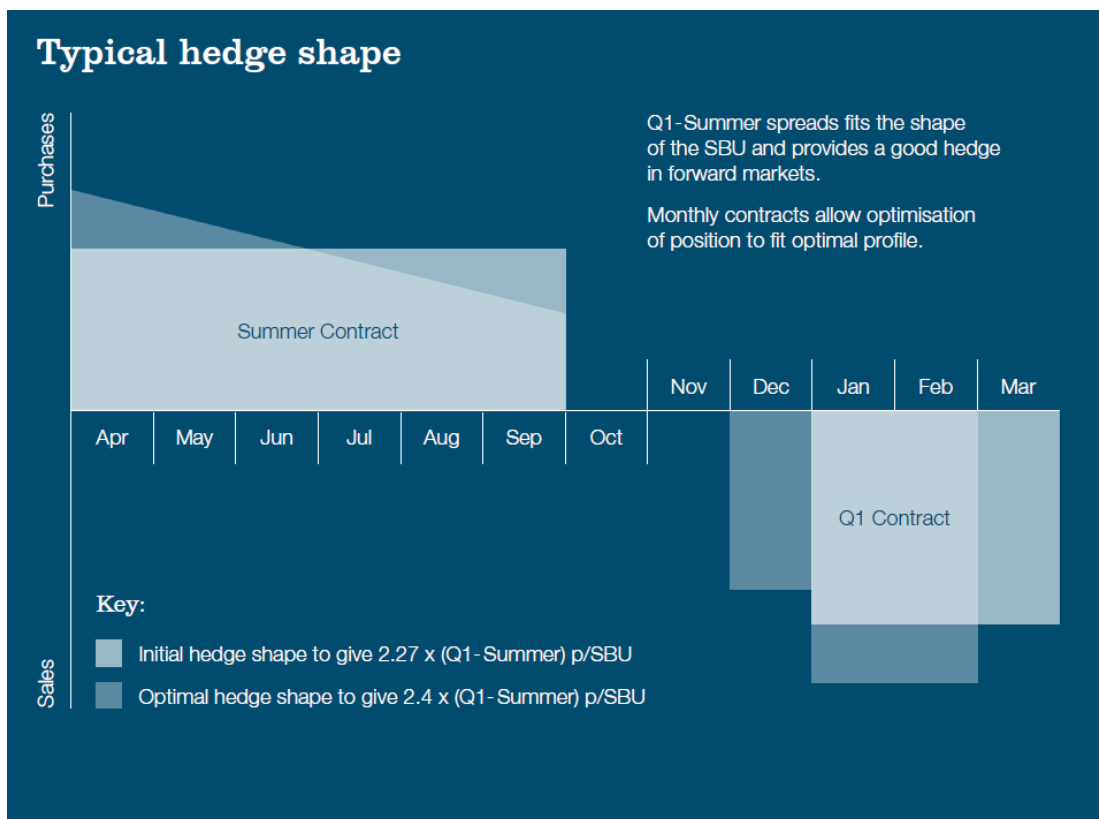 Typical hedge shape
Purchases
Q1-Summer spreads fits the shape
of the SBU and provides a good hedge
in forward markets.
Monthly contracts allow optimisation
of position to fit optimal profile.
Summer Contract
Nov
Dec
Jan
Feb
Mar
Apr
May
Jun
Jul
Aug
Sep
Oct
Q1 Contract
Key:
Initial hedge shape to give 2.27 x (Q1-Summer) p/SBU
Optimal hedge shape to give 2.4 x (Q1-Summer) p/SBU
Sales